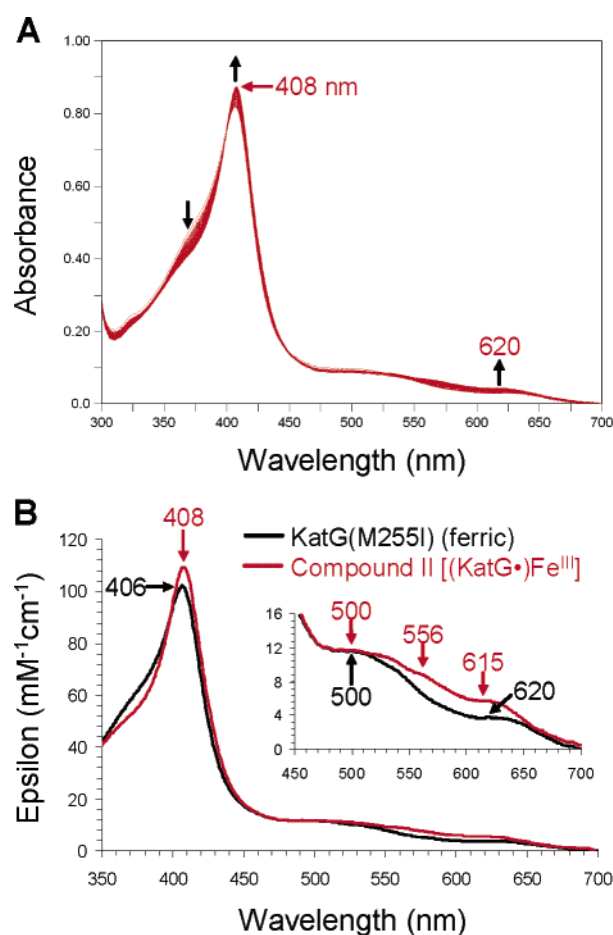 A
1.00
0.80
0.60
0.40
0.20
0.0
Absorbance
408 nm
620
300 350 400 450 500 550 600 650 700
Wavelength (nm)
B
120
100
80
60
40
20
0
Epsilon (mM⁻¹cm⁻¹)
408
406
KatG(M255I) (ferric)
Compound II [(KatG•)Feᴵᴵᴵ]
16
12
8
4
0
500
556
615
500
620
450 500 550 600 650 700
350 400 450 500 550 600 650 700
Wavelength (nm)